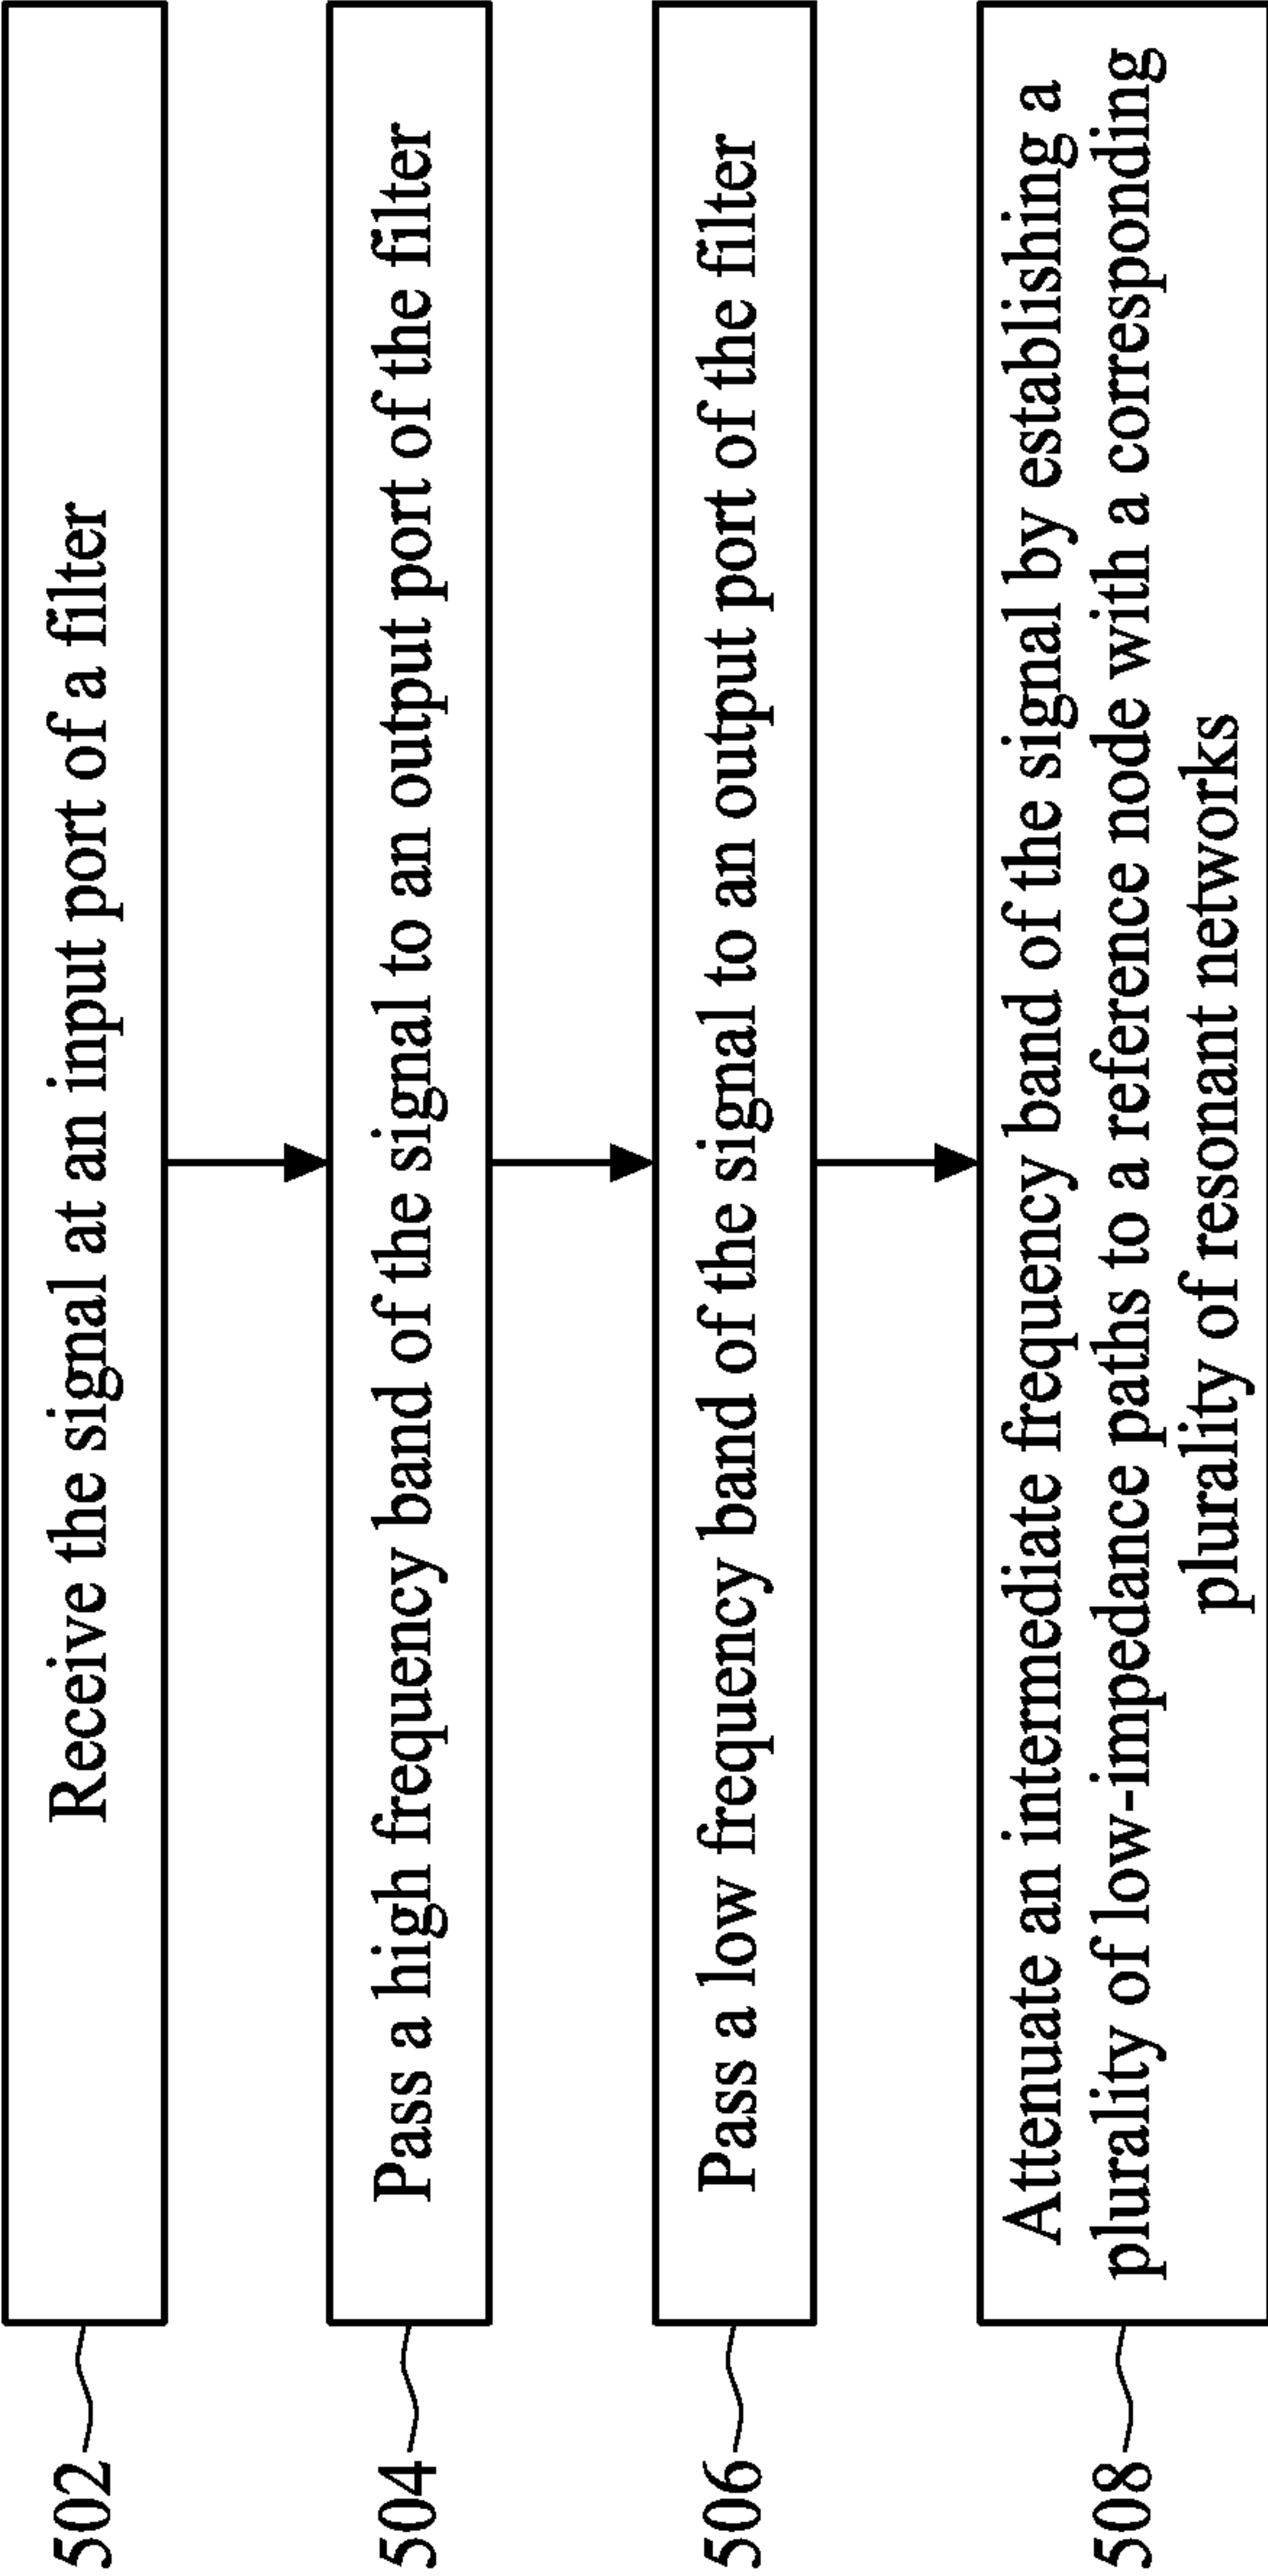 502
Receive the signal at an input port of a filter
504
Pass a high frequency band of the signal to an output port of the filter
506
Pass a low frequency band of the signal to an output port of the filter
508
Attenuate an intermediate frequency band of the signal by establishing a
plurality of low-impedance paths to a reference node with a corresponding
plurality of resonant networks